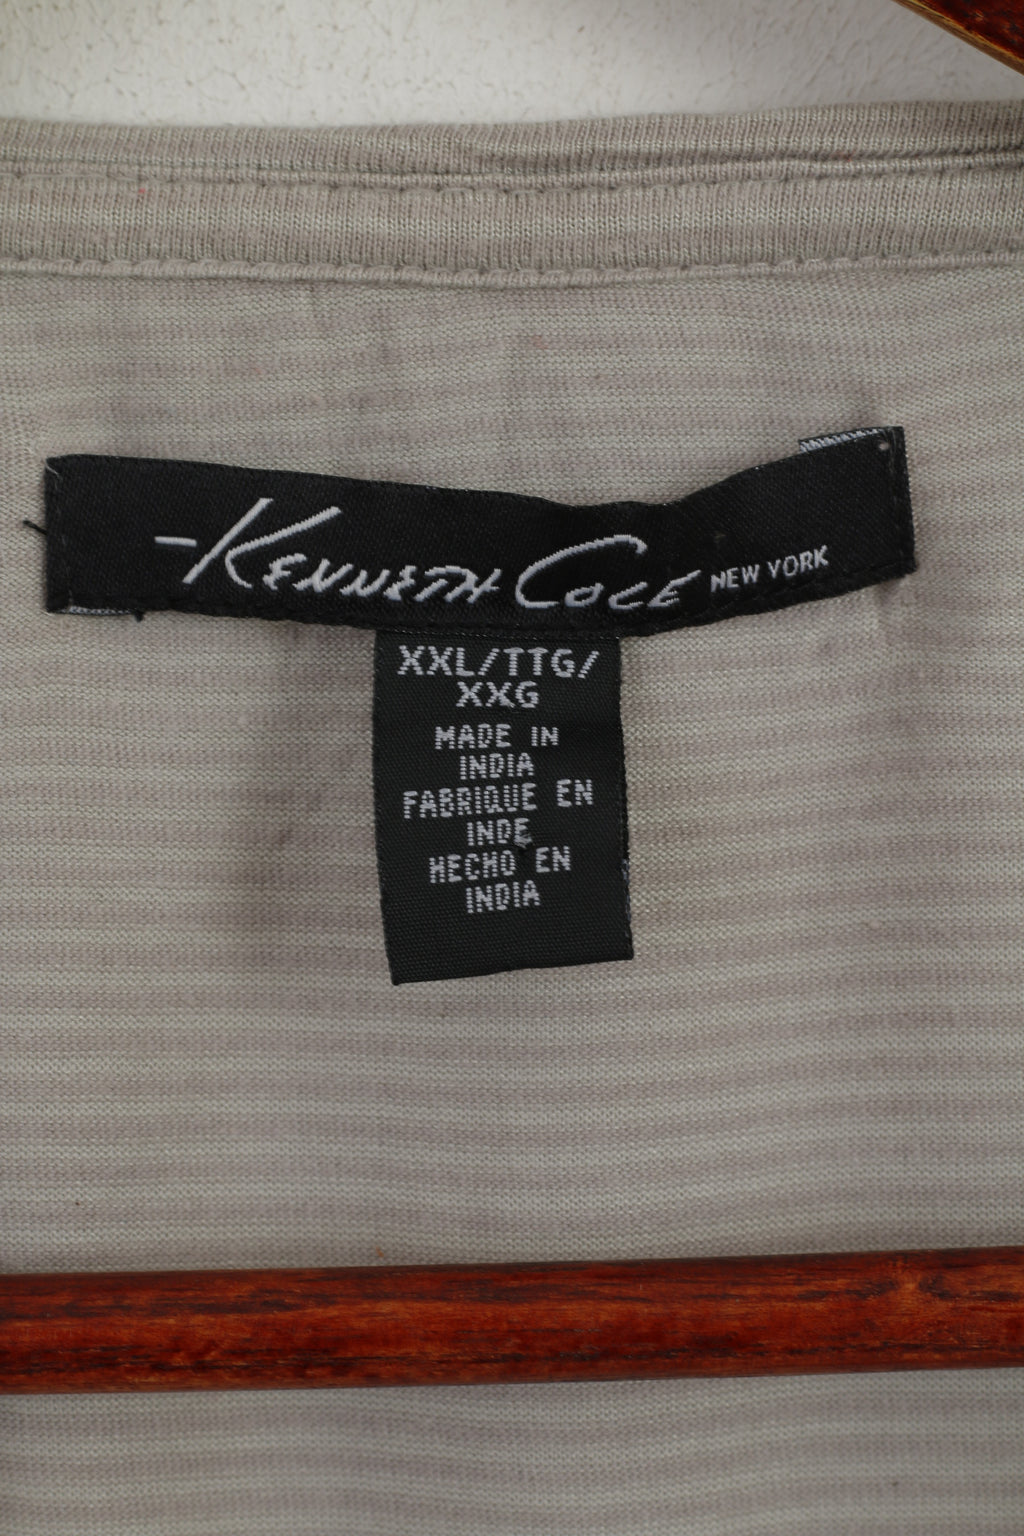 -Kenneth Cole NEW YORK
XXL/TTG/
XXG
MADE IN
INDIA
FABRIQUE EN
INDE
HECHO EN
INDIA